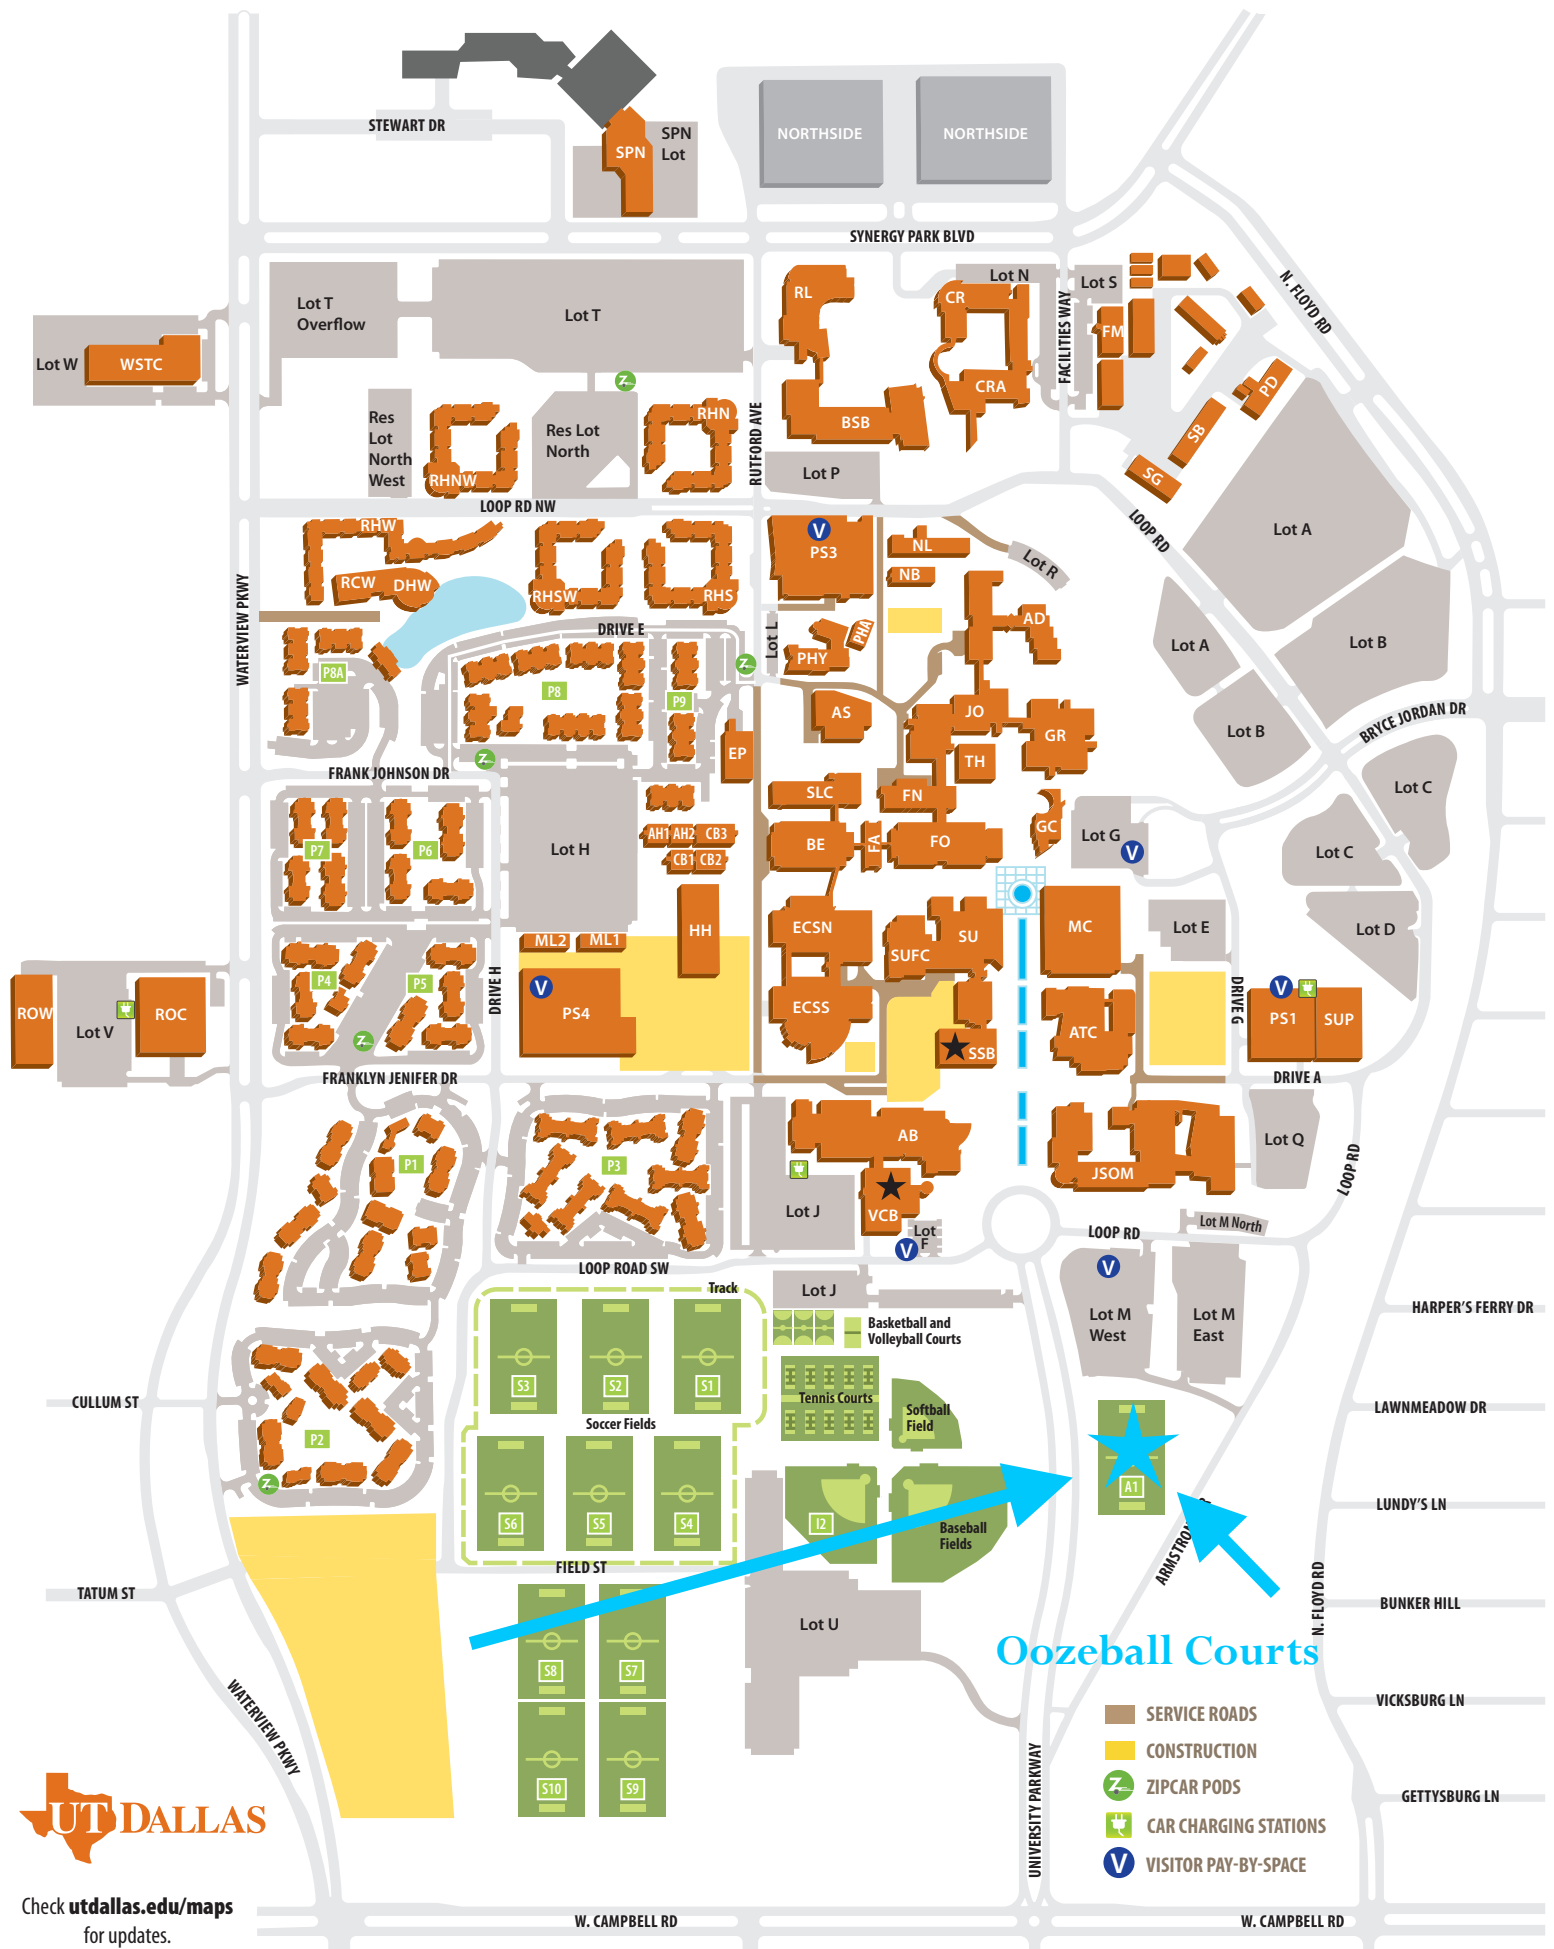 STEWART DR
SPN
SPN
Lot
NORTHSIDE
NORTHSIDE
SYNERGY PARK BLVD
N. FLOYD RD
Lot T
Overflow
Lot T
RL
CR
Lot N
Lot S
FACILITIES WAY
FM
Lot W
WSTC
CRA
PD
Res
Lot
North
West
RHNW
Res Lot
North
RHN
RUTFORD AVE
BSB
SB
SG
Lot P
LOOP RD NW
LOOP RD
Lot A
RHW
RCW
DHW
RHSW
RHS
PS3
V
NL
NB
Lot R
WATERVIEW PKWY
DRIVE E
Lot L
PHY
PHA
AD
Lot A
Lot B
P8A
P8
P9
AS
JO
GR
Lot B
BRYCE JORDAN DR
EP
TH
FRANK JOHNSON DR
SLC
FN
Lot C
P7
P6
Lot H
AH1
AH2
CB3
CB1
CB2
BE
FA
FO
GC
Lot G
V
Lot C
HH
ECSN
SUFC
SU
MC
Lot E
Lot D
ML2
ML1
P4
P5
DRIVE H
V
PS4
ECSS
SSB
ATC
DRIVE G
V
PS1
SUP
ROW
Lot V
ROC
FRANKLYN JENIFER DR
DRIVE A
P1
P3
AB
VCB
Lot J
Lot
F
V
JSOM
Lot Q
LOOP RD
LOOP RD
Lot M North
LOOP ROAD SW
Track
Lot J
V
Lot M
West
Lot M
East
HARPER'S FERRY DR
Basketball and
Volleyball Courts
S3
S2
S1
Tennis Courts
Softball
Field
CULLUM ST
LAWNMEADOW DR
Soccer Fields
P2
A1
S6
S5
S4
I2
Baseball
Fields
LUNDY'S LN
FIELD ST
TATUM ST
N. FLOYD RD
BUNKER HILL
Lot U
S8
S7
Oozeball Courts
VICKSBURG LN
WATERVIEW PKWY
SERVICE ROADS
CONSTRUCTION
ZIPCAR PODS
CAR CHARGING STATIONS
V
VISITOR PAY-BY-SPACE
S10
S9
UNIVERSITY PARKWAY
GETTYSBURG LN
UT DALLAS
Check utdallas.edu/maps
for updates.
W. CAMPBELL RD
W. CAMPBELL RD